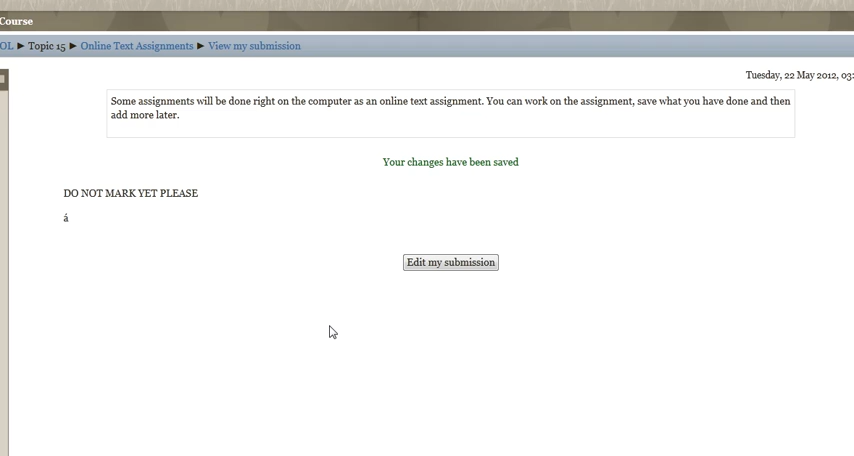 Course
OL ► Topic 15 ► Online Text Assignments ► View my submission
Tuesday, 22 May 2012, 03:
Some assignments will be done right on the computer as an online text assignment. You can work on the assignment, save what you have done and then
add more later.
Your changes have been saved
DO NOT MARK YET PLEASE
á
Edit my submission